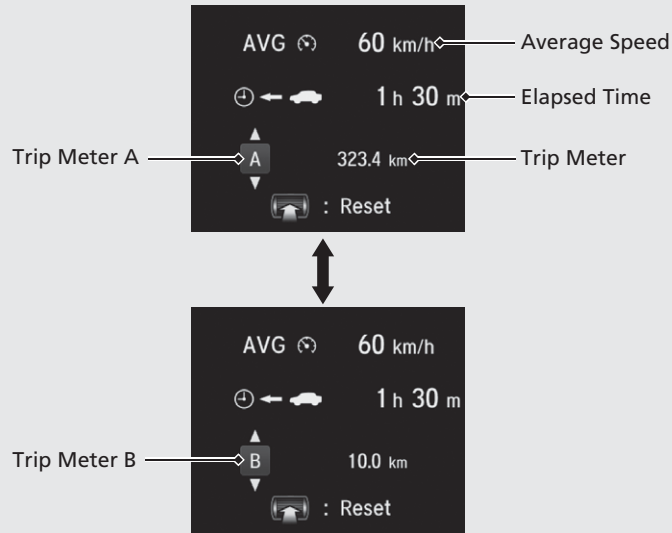 AVG 60 km/h Average Speed
1 h 30 m Elapsed Time
Trip Meter A A 323.4 km Trip Meter
: Reset
AVG 60 km/h
1 h 30 m
Trip Meter B B 10.0 km
: Reset